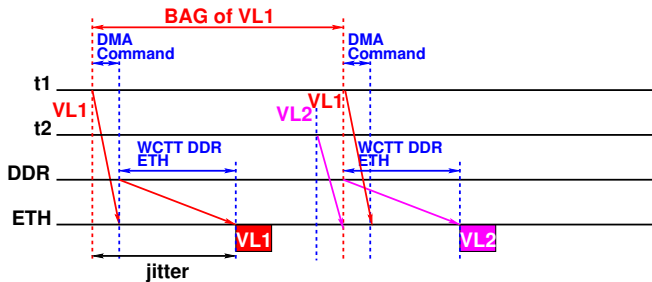 BAG of VL1
DMA
Command
DMA
Command
t1
VL1
VL1
VL2
t2
WCTT DDR
ETH
WCTT DDR
ETH
DDR
ETH
VL1
VL2
jitter